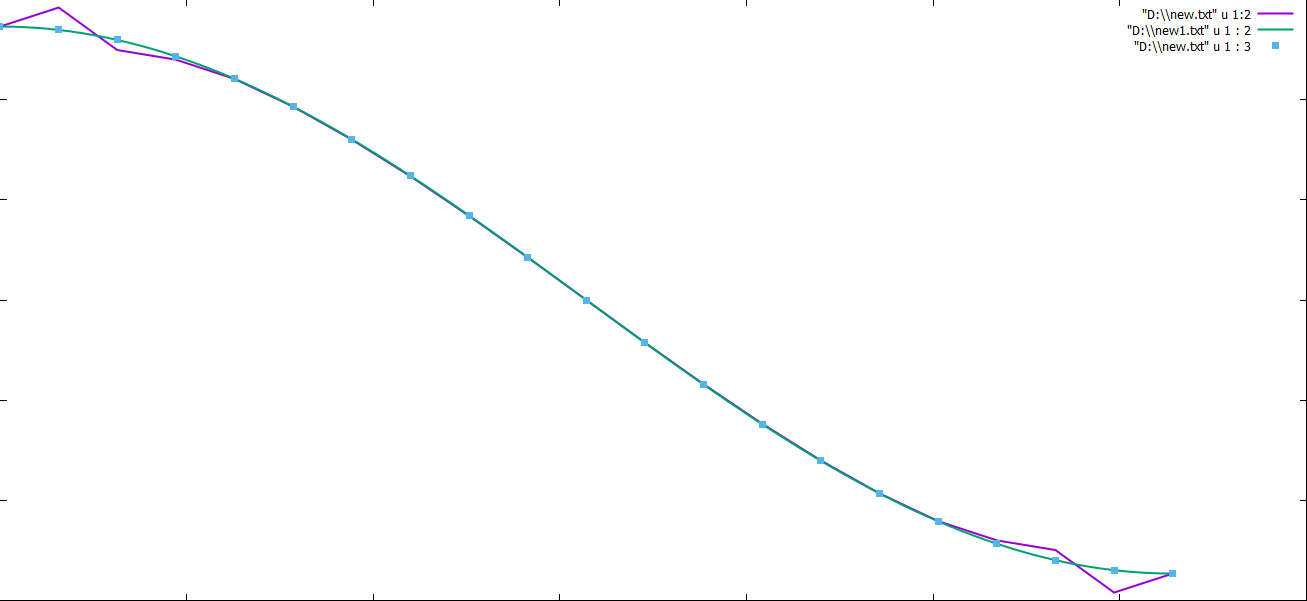 "D:\\new.txt" u 1:2
"D:\\new1.txt" u 1 : 2
"D:\\new.txt" u 1 : 3